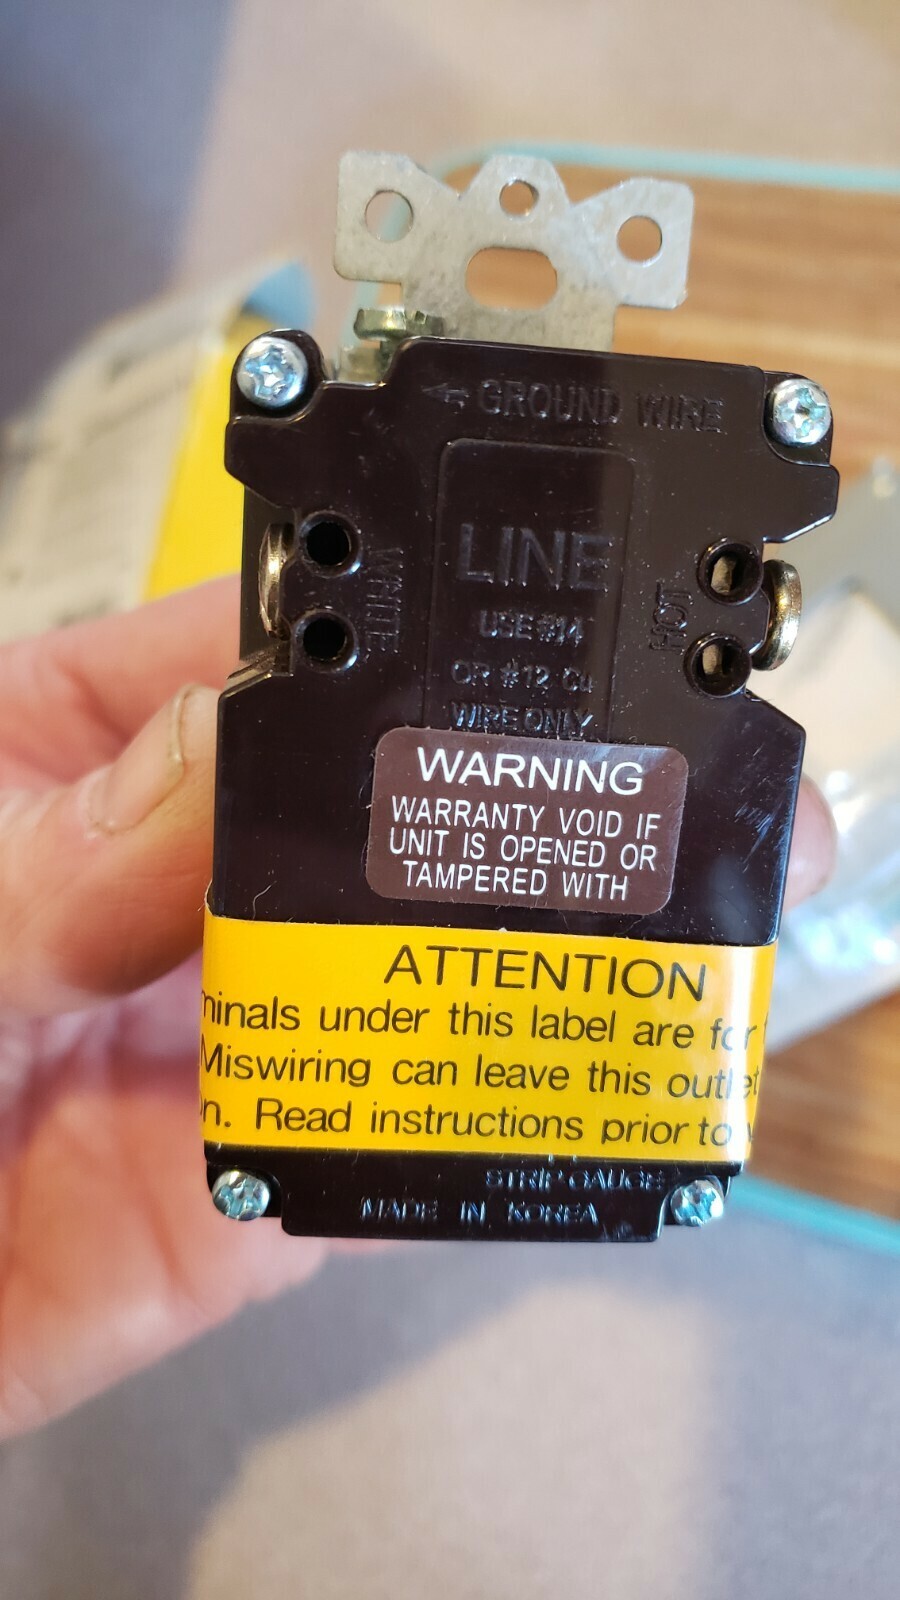 GROUND WIRE
WHITE
LINE
HOT
USE #14
OR #12 Cu
WIRE ONLY
WARNING
WARRANTY VOID IF
UNIT IS OPENED OR
TAMPERED WITH
ATTENTION
minals under this label are for
Miswiring can leave this outlet
n. Read instructions prior to
STRIP GAUGE
MADE IN KOREA